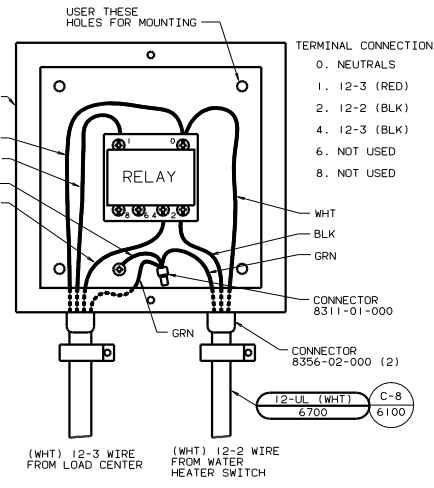 USER THESE
HOLES FOR MOUNTING
TERMINAL CONNECTION
0. NEUTRALS
1. 12-3 (RED)
2. 12-2 (BLK)
4. 12-3 (BLK)
6. NOT USED
8. NOT USED
1 0
RELAY
8 6 4 2
WHT
BLK
GRN
CONNECTOR
8311-01-000
GRN
CONNECTOR
8356-02-000 (2)
12-UL (WHT)
6700
C-8
6100
(WHT) 12-3 WIRE
FROM LOAD CENTER
(WHT) 12-2 WIRE
FROM WATER
HEATER SWITCH